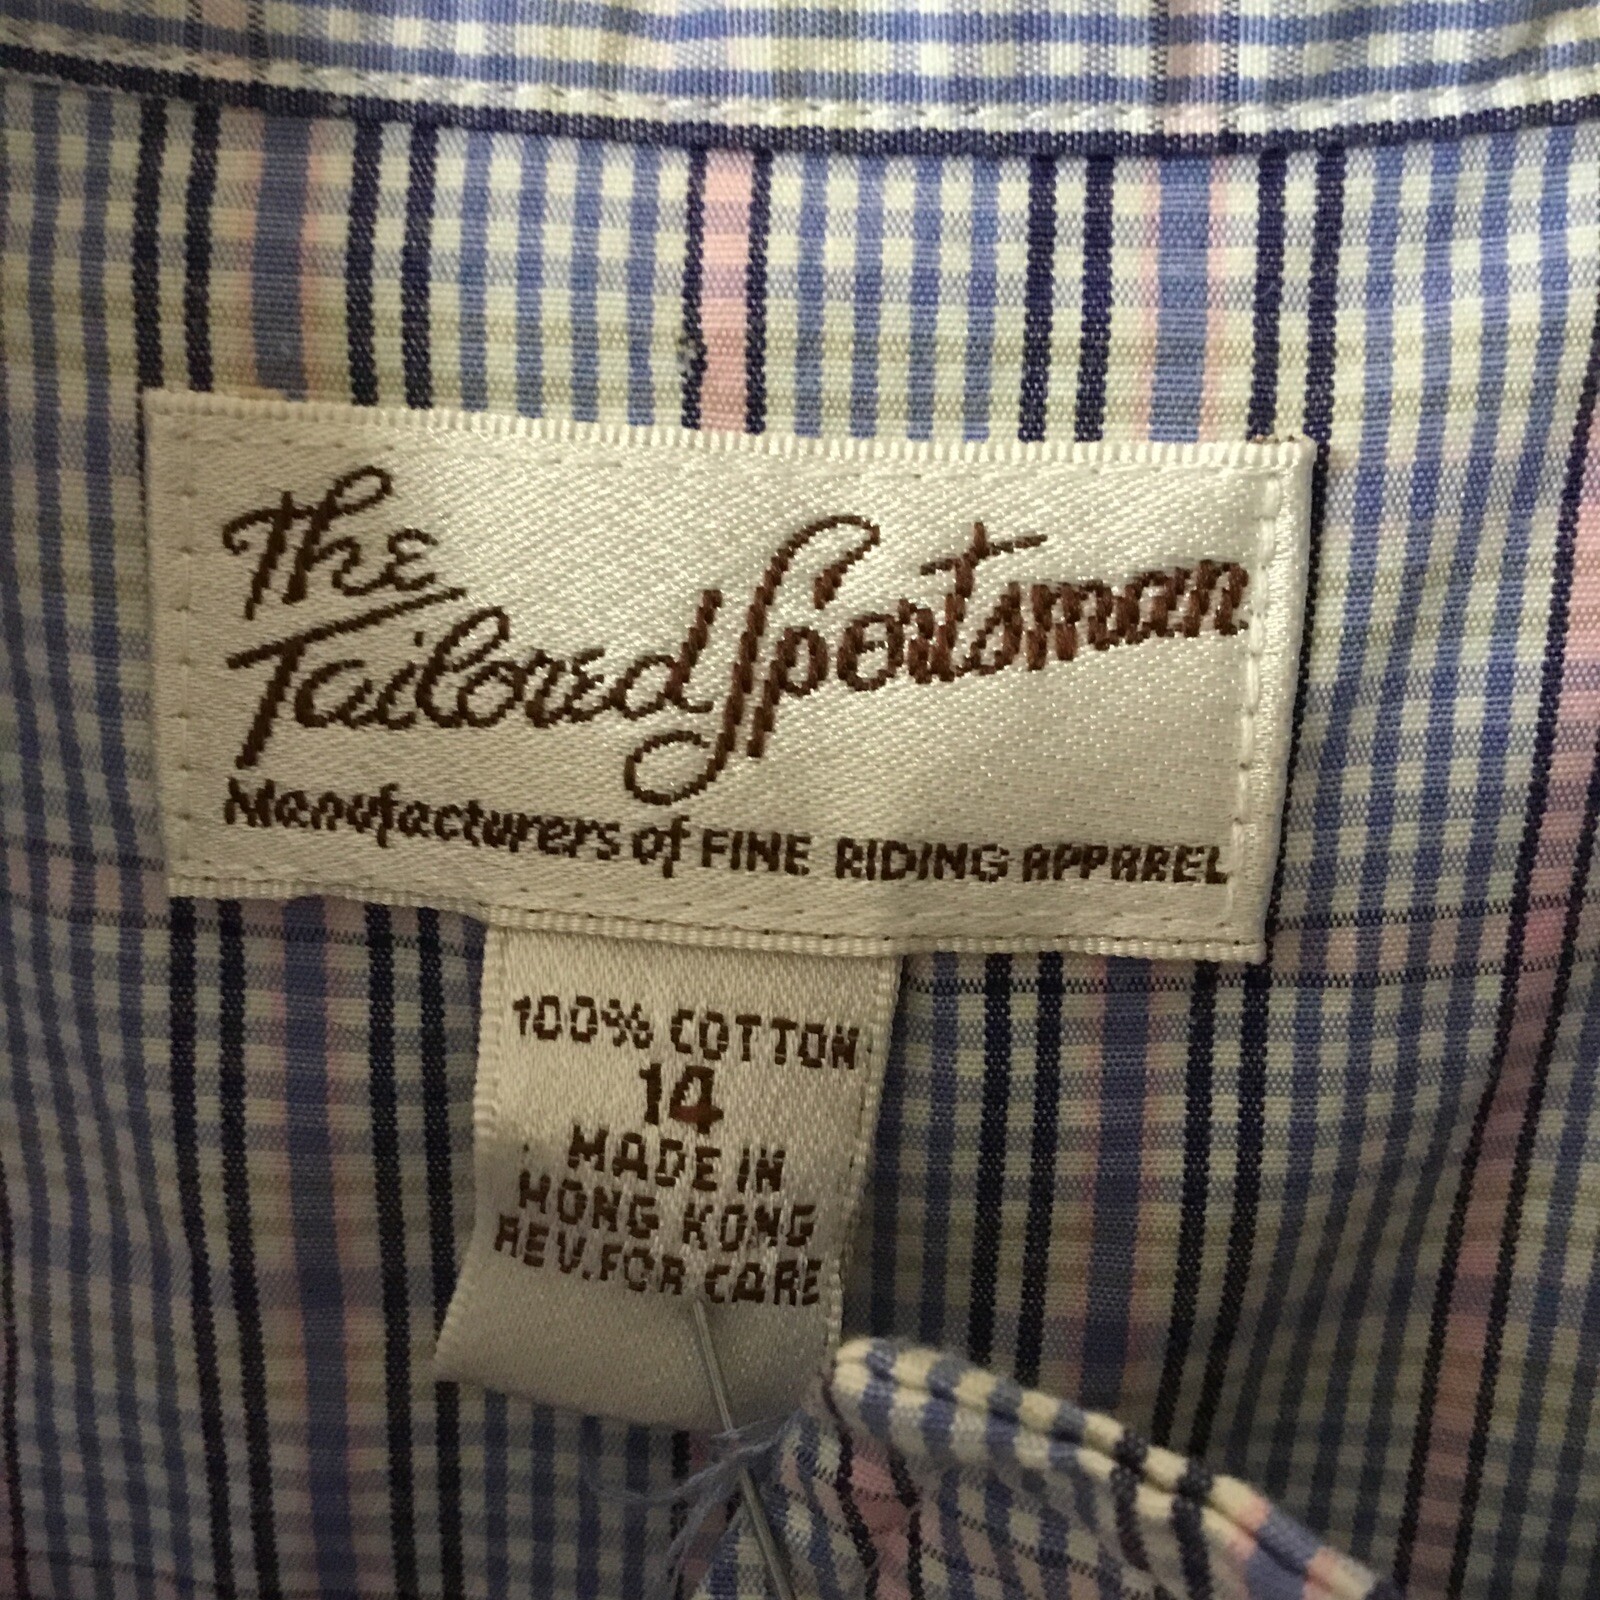 The
Tailored Sportsman
Manufacturers of FINE RIDING APPAREL
100% COTTON
14
MADE IN
HONG KONG
REV. FOR CARE